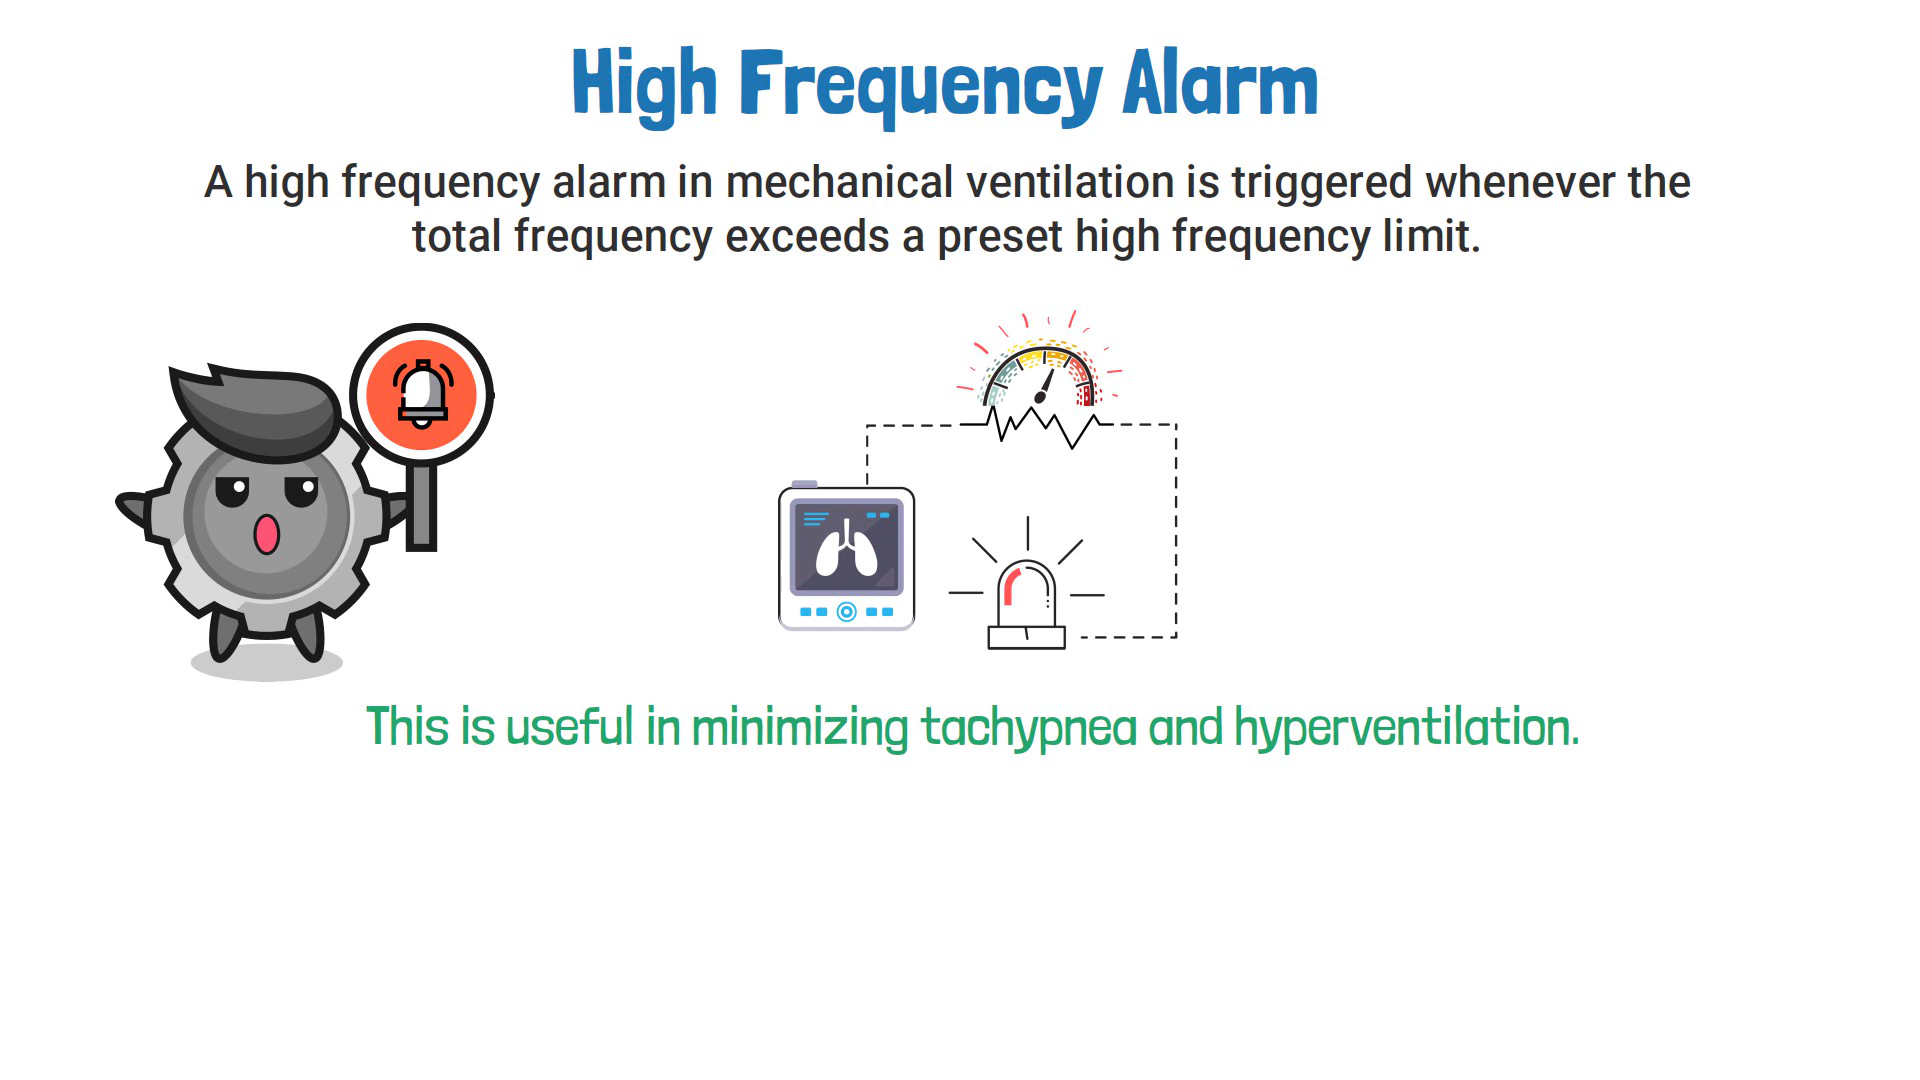 High Frequency Alarm
A high frequency alarm in mechanical ventilation is triggered whenever the
total frequency exceeds a preset high frequency limit.
This is useful in minimizing tachypnea and hyperventilation.